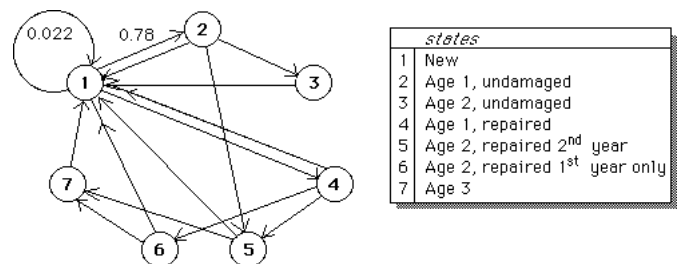 0.022
0.78
2
1
3
7
4
6
5
states
1 New
2 Age 1, undamaged
3 Age 2, undamaged
4 Age 1, repaired
5 Age 2, repaired 2nd year
6 Age 2, repaired 1st year only
7 Age 3